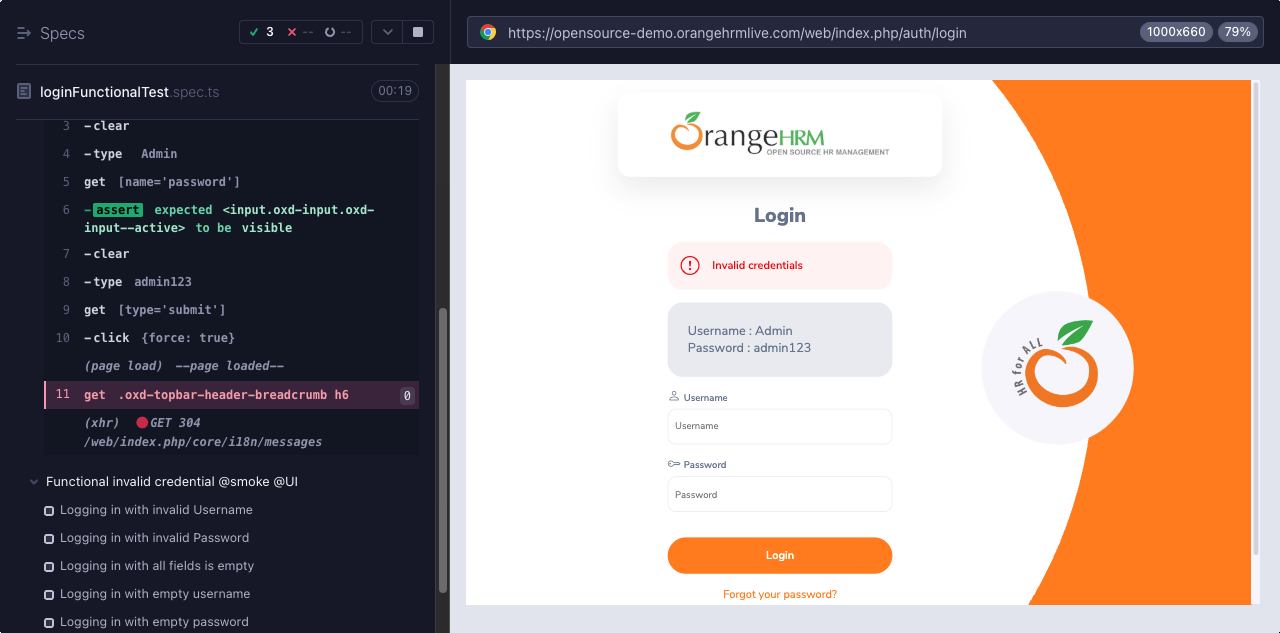 Specs
3 -- --
https://opensource-demo.orangehrmlive.com/web/index.php/auth/login
1000x660 79%
loginFunctionalTest.spec.ts 00:19
3 -clear
4 -type Admin
5 get [name='password']
6 -assert expected <input.oxd-input.oxd-
input--active> to be visible
7 -clear
8 -type admin123
9 get [type='submit']
10 -click {force: true}
(page load) --page loaded--
11 get .oxd-topbar-header-breadcrumb h6 0
(xhr) GET 304
/web/index.php/core/i18n/messages
Functional invalid credential @smoke @UI
Logging in with invalid Username
Logging in with invalid Password
Logging in with all fields is empty
Logging in with empty username
Logging in with empty password
OrangeHRM
OPEN SOURCE HR MANAGEMENT
Login
Invalid credentials
Username : Admin
Password : admin123
Username
Username
Password
Password
Login
Forgot your password?
HR for ALL